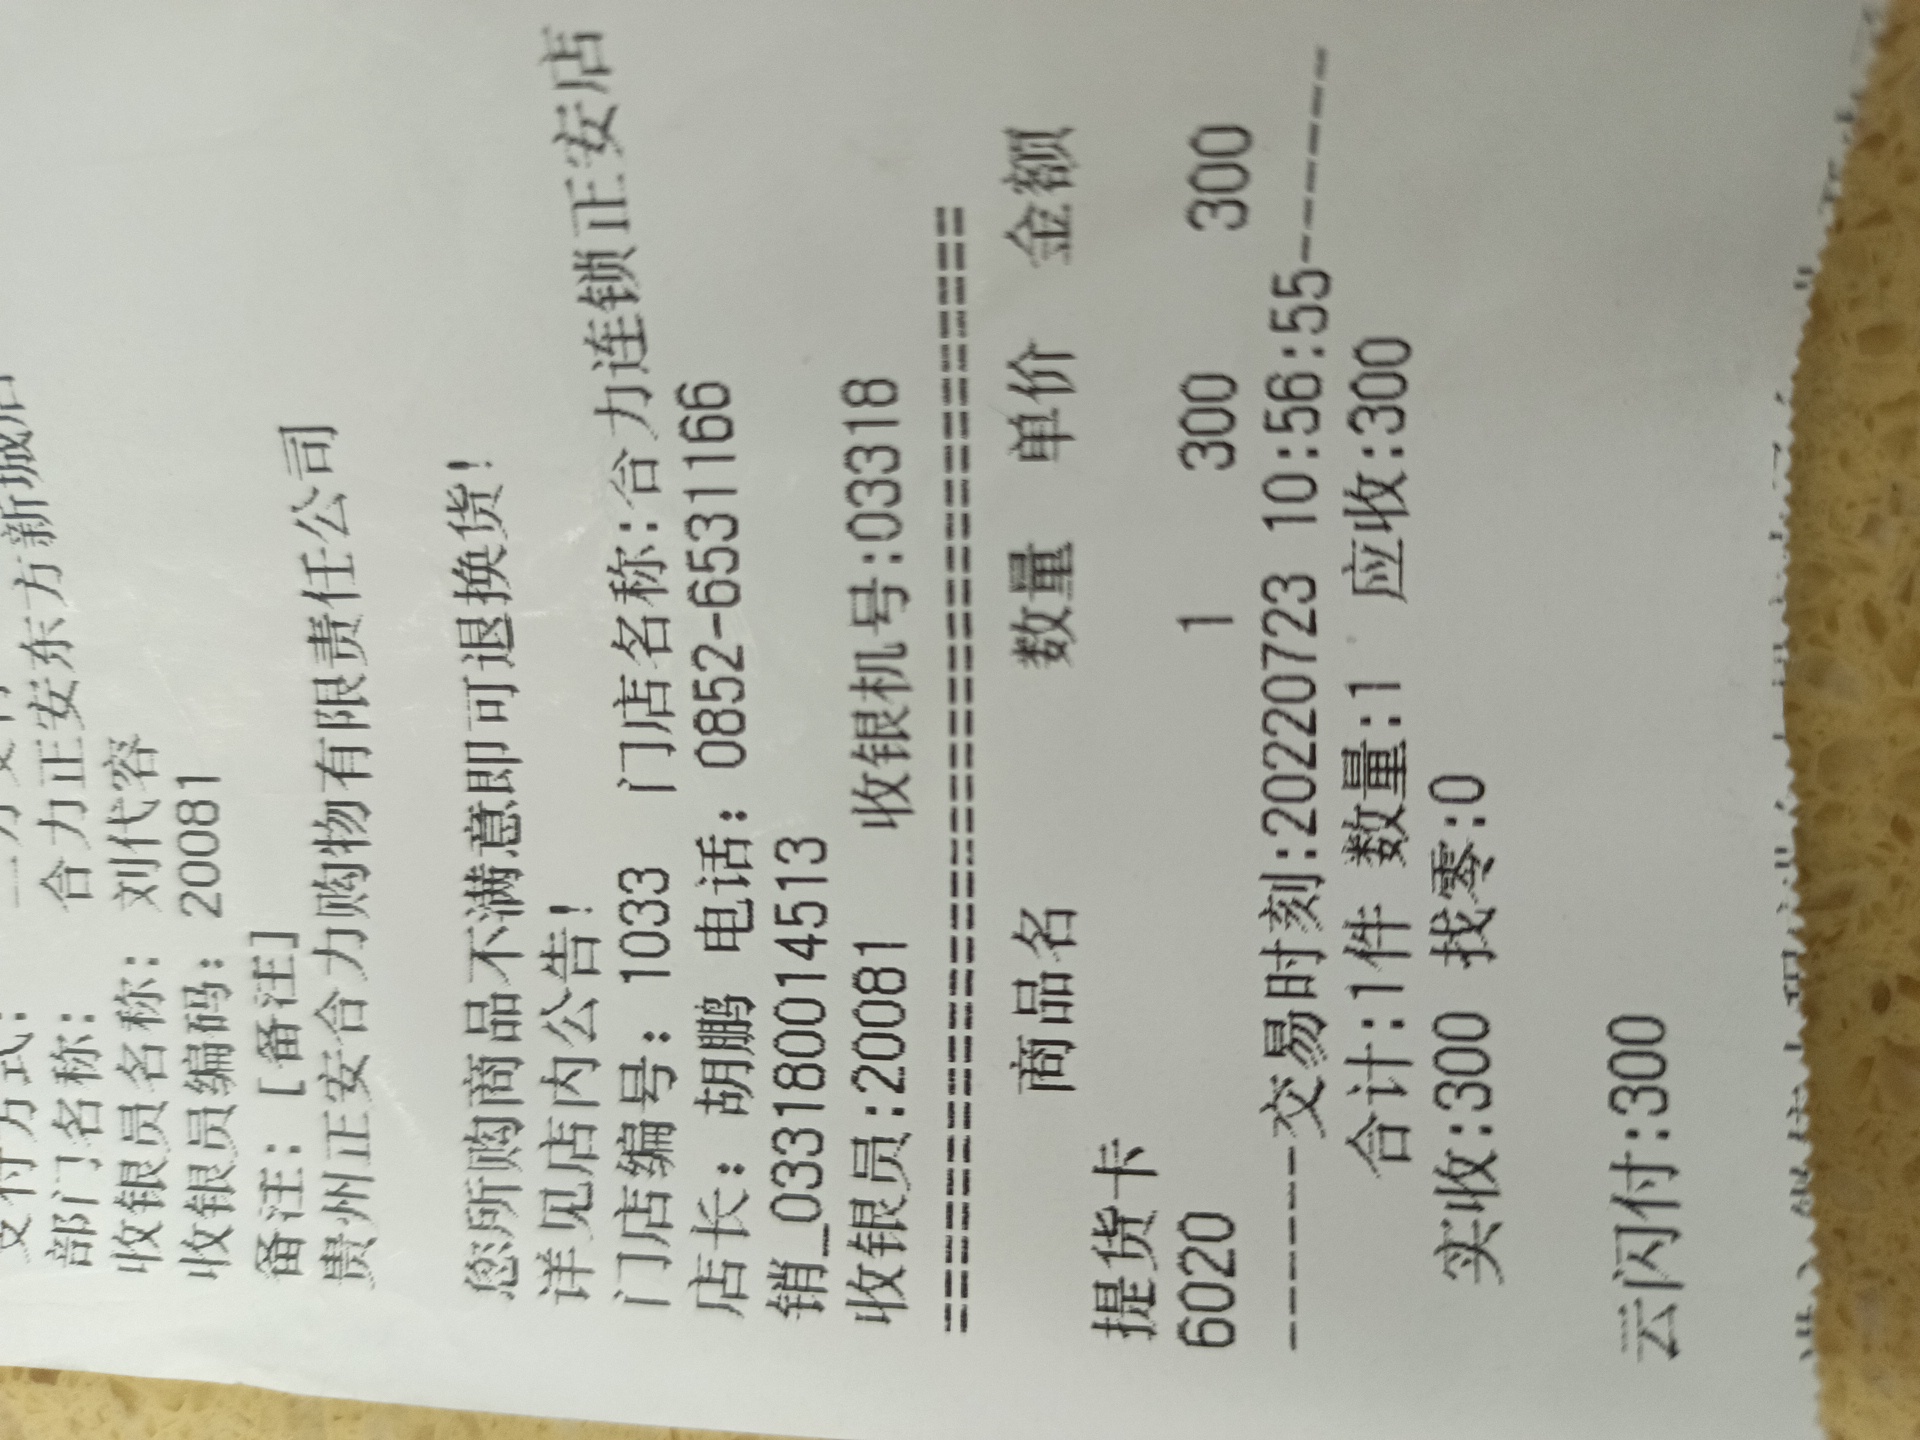 支付方式：
部门名称： 合力正安东方新城店
收银员名称： 刘代容
收银员编码：20081
备注：[备注]
贵州正安合力购物有限责任公司
您所购商品不满意即可退换货！
详见店内公告！
门店编号：1033 门店名称:合力连锁正安店
店长：胡鹏 电话：0852-6531166
销_033180014513
收银员:20081 收银机号:03318
==========================================
商品名 数量 单价 金额
提货卡
6020 1 300 300
-------交易时刻:20220723 10:56:55--------
合计:1件 数量:1 应收:300
实收:300 找零:0
云闪付:300